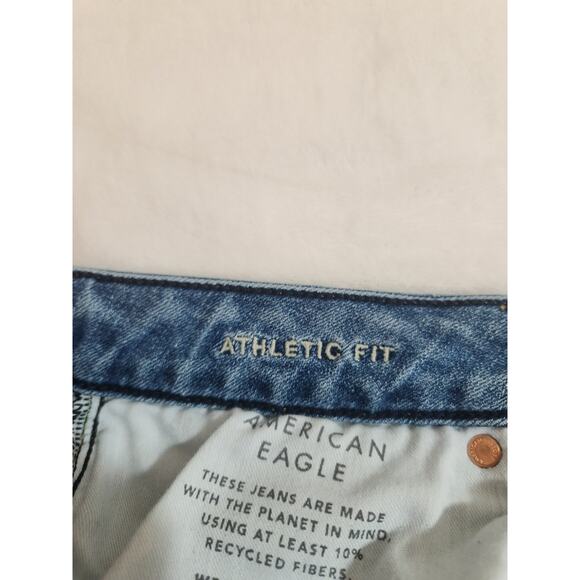 ATHLETIC FIT
AMERICAN
EAGLE
THESE JEANS ARE MADE
WITH THE PLANET IN MIND,
USING AT LEAST 10%
RECYCLED FIBERS.